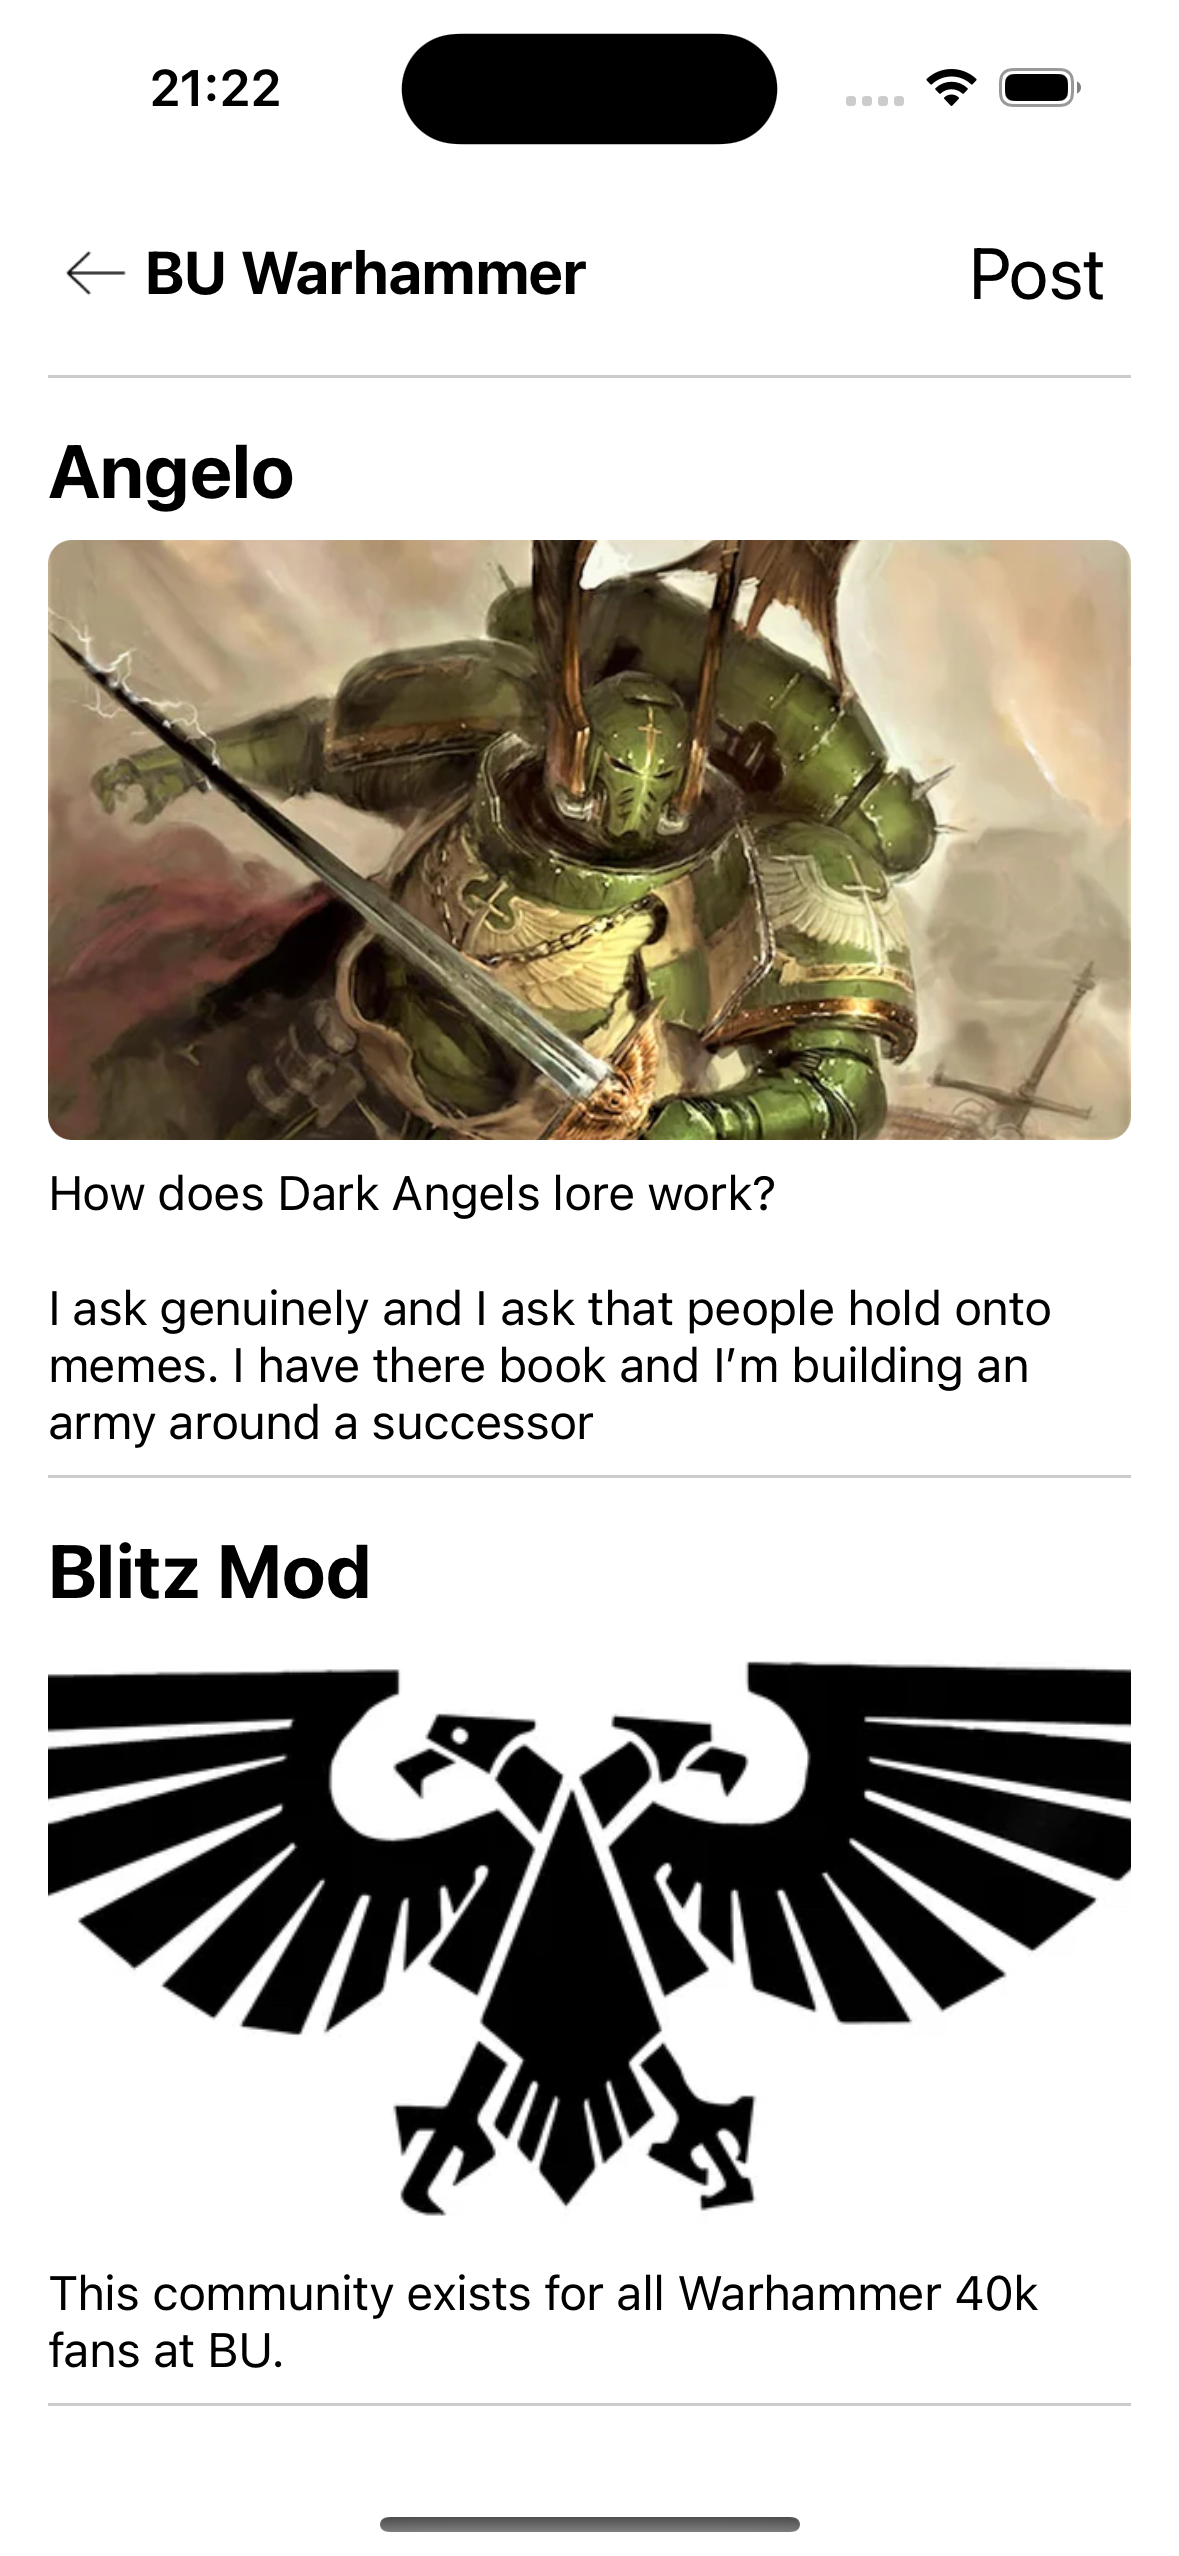 21:22
BU Warhammer
Post
Angelo
How does Dark Angels lore work?
I ask genuinely and I ask that people hold onto
memes. I have there book and I’m building an
army around a successor
Blitz Mod
This community exists for all Warhammer 40k
fans at BU.